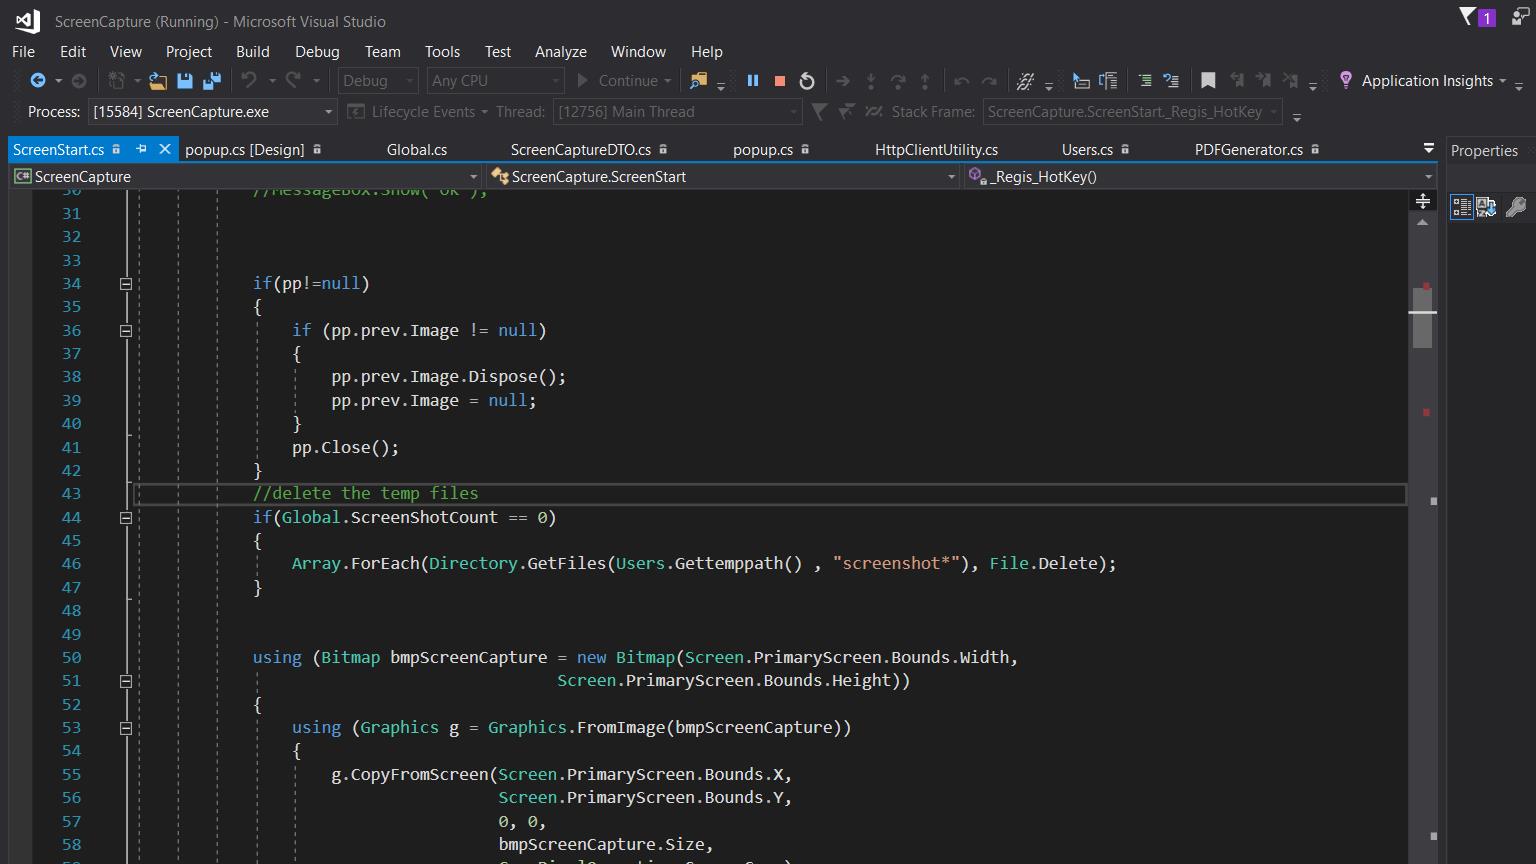 ScreenCapture (Running) - Microsoft Visual Studio
1
File Edit View Project Build Debug Team Tools Test Analyze Window Help
Debug Any CPU Continue Application Insights
Process: [15584] ScreenCapture.exe Lifecycle Events Thread: [12756] Main Thread Stack Frame: ScreenCapture.ScreenStart._Regis_HotKey
ScreenStart.cs popup.cs [Design] Global.cs ScreenCaptureDTO.cs popup.cs HttpClientUtility.cs Users.cs PDFGenerator.cs Properties
C# ScreenCapture ScreenCapture.ScreenStart _Regis_HotKey()
30 //MessageBox.Show("ok");
31
32
33
34 if(pp!=null)
35 {
36 if (pp.prev.Image != null)
37 {
38 pp.prev.Image.Dispose();
39 pp.prev.Image = null;
40 }
41 pp.Close();
42 }
43 //delete the temp files
44 if(Global.ScreenShotCount == 0)
45 {
46 Array.ForEach(Directory.GetFiles(Users.Gettemppath() , "screenshot*"), File.Delete);
47 }
48
49
50 using (Bitmap bmpScreenCapture = new Bitmap(Screen.PrimaryScreen.Bounds.Width,
51 Screen.PrimaryScreen.Bounds.Height))
52 {
53 using (Graphics g = Graphics.FromImage(bmpScreenCapture))
54 {
55 g.CopyFromScreen(Screen.PrimaryScreen.Bounds.X,
56 Screen.PrimaryScreen.Bounds.Y,
57 0, 0,
58 bmpScreenCapture.Size,